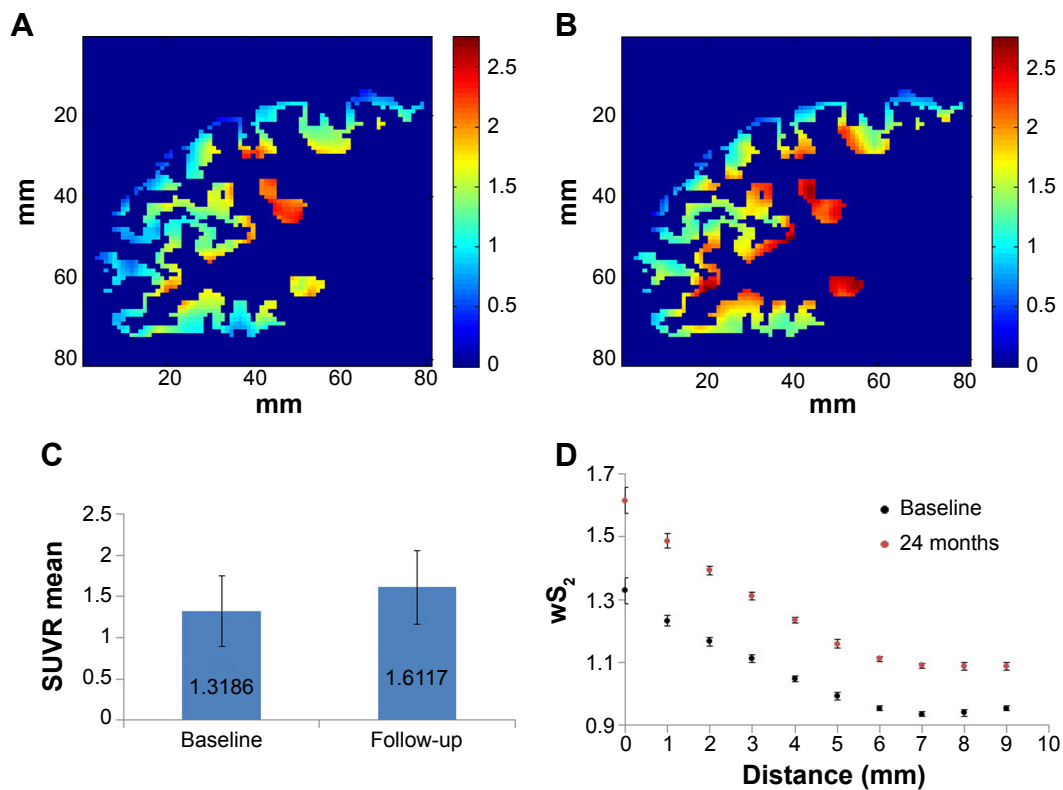 A
20
40
60
80
mm
20
40
60
80
mm
2.5
2
1.5
1
0.5
0
B
20
40
60
80
mm
20
40
60
80
mm
2.5
2
1.5
1
0.5
0
C
SUVR mean
2.5
2
1.5
1
0.5
0
1.3186
1.6117
Baseline
Follow-up
D
wS₂
1.7
1.5
1.3
1.1
0.9
Baseline
24 months
0 1 2 3 4 5 6 7 8 9 10
Distance (mm)